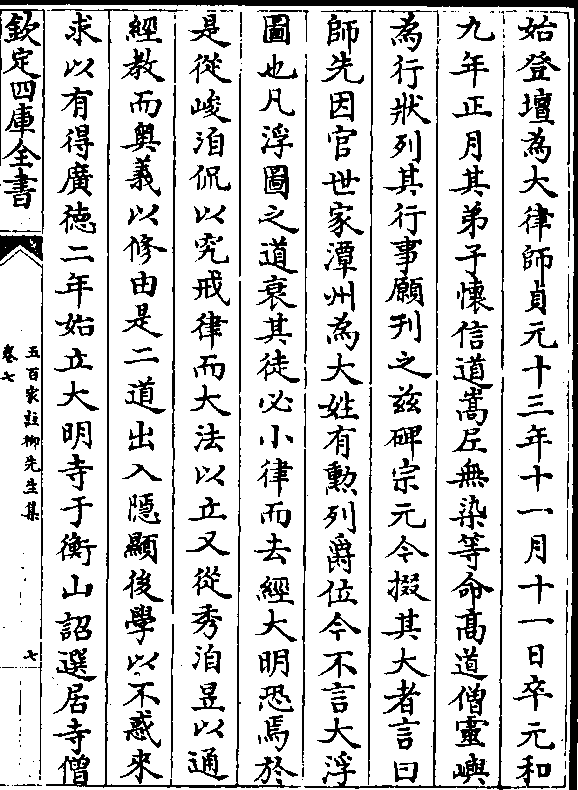 始登壇為大律師貞元十三年十一月十一日卒元和
九年正月其弟子懷信道嵩尼無染等命髙道僧靈嶼
為行狀列其行事願刋之兹碑宗元今掇其大者言曰
師先因官世家潭州為大姓有勲列爵位今不言大浮
圖也凡浮圖之道衰其徒必小律而去經大明恐焉於
是從峻洎侃以究戒律而大法以立又從秀洎昱以通
經教而奥義以修由是二道出入隱顯後學以不惑來
求以有得廣徳二年始立大明寺于衡山詔選居寺僧
欽定四庫全書
五百家註柳先生集
卷七
七